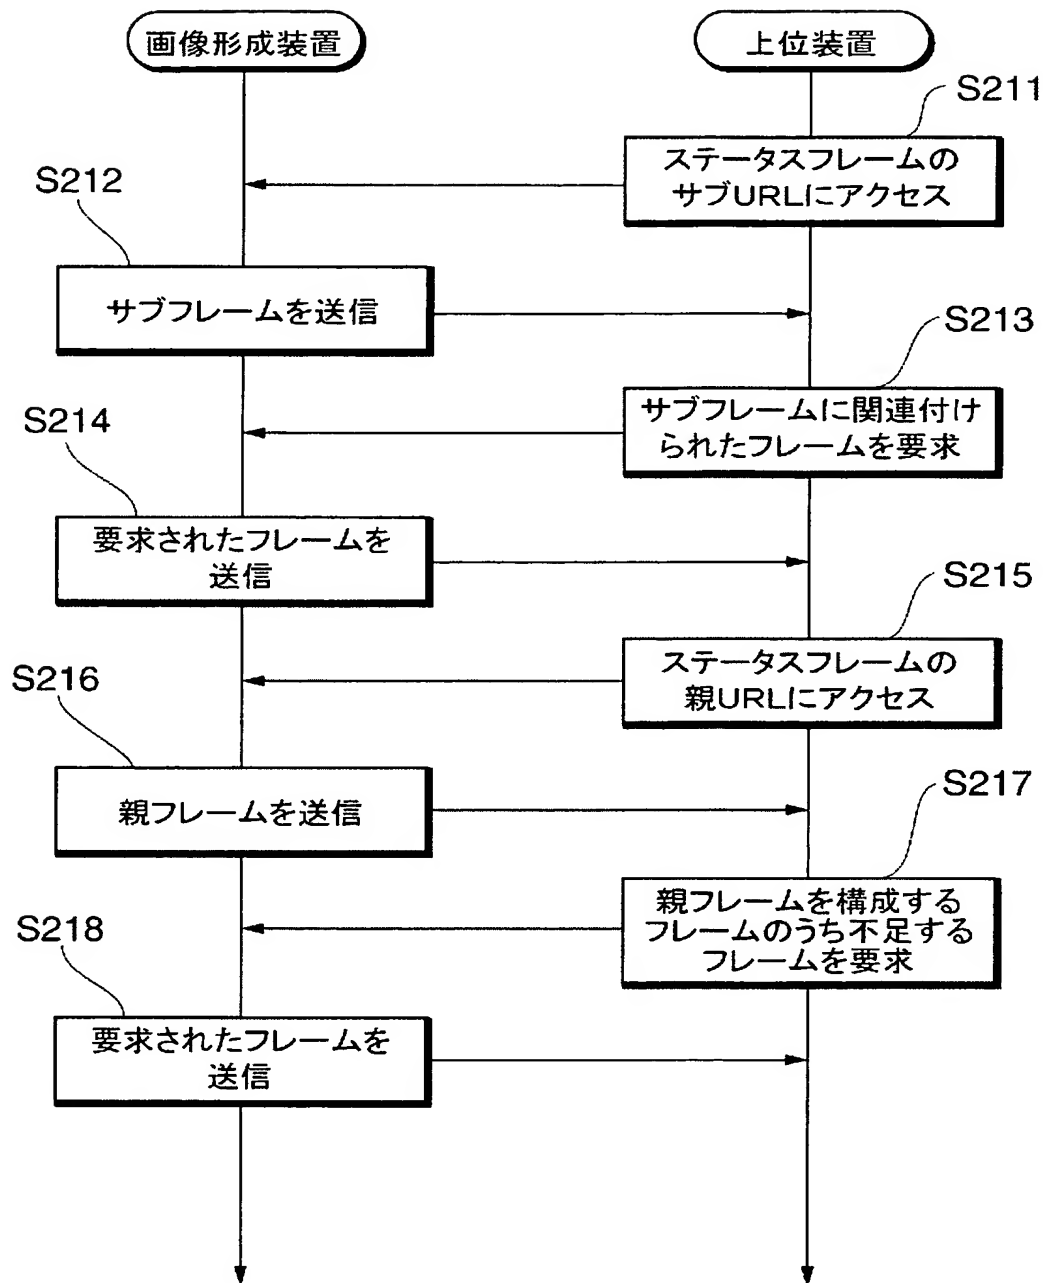 画像形成装置
上位装置
S211
ステータスフレームの
サブURLにアクセス
S212
サブフレームを送信
S213
サブフレームに関連付け
られたフレームを要求
S214
要求されたフレームを
送信
S215
ステータスフレームの
親URLにアクセス
S216
親フレームを送信
S217
親フレームを構成する
フレームのうち不足する
フレームを要求
S218
要求されたフレームを
送信